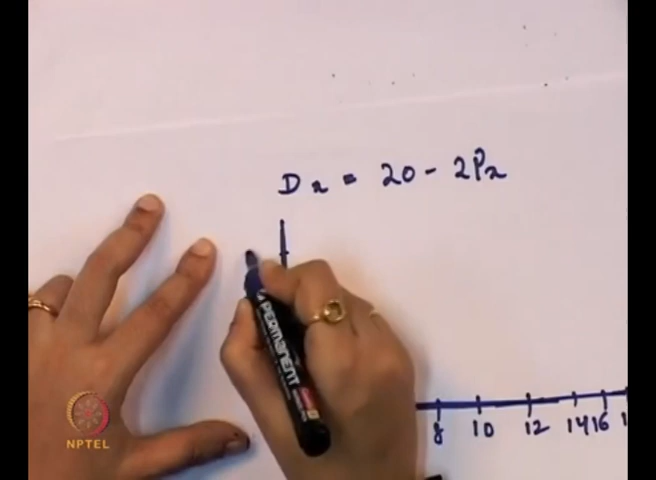 Dx = 20 - 2Px
PERMANENT
8 10 12 14 16
NPTEL